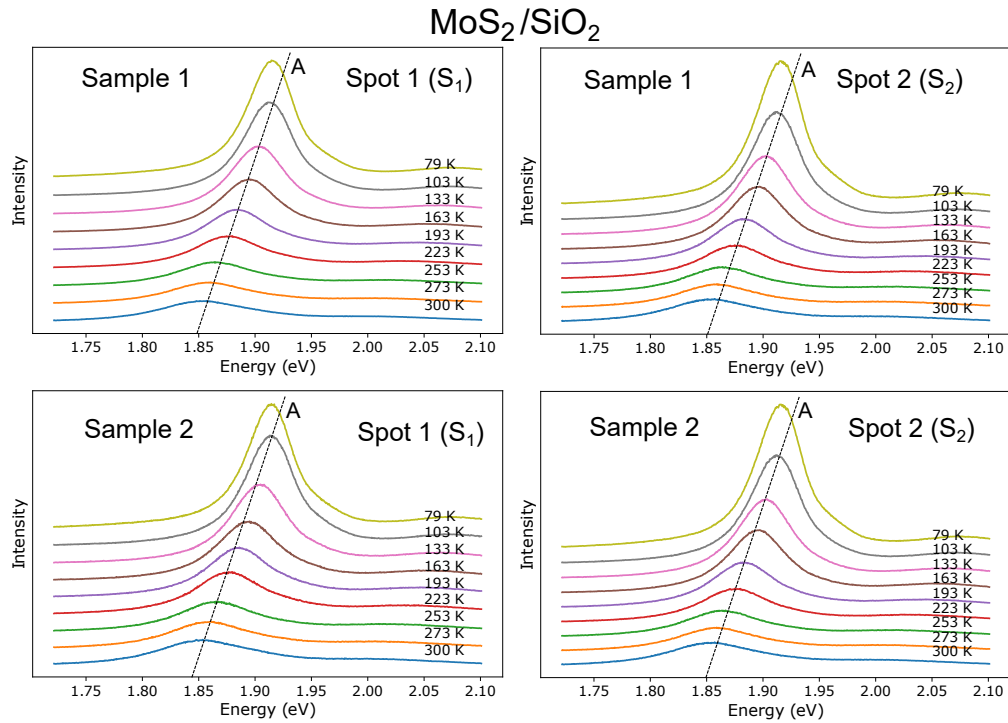 MoS₂/SiO₂
Sample 1
A
Spot 1 (S₁)
79 K
103 K
133 K
163 K
193 K
223 K
253 K
273 K
300 K
Intensity
1.75 1.80 1.85 1.90 1.95 2.00 2.05 2.10
Energy (eV)
Sample 1
A
Spot 2 (S₂)
79 K
103 K
133 K
163 K
193 K
223 K
253 K
273 K
300 K
Intensity
1.75 1.80 1.85 1.90 1.95 2.00 2.05 2.10
Energy (eV)
Sample 2
A
Spot 1 (S₁)
79 K
103 K
133 K
163 K
193 K
223 K
253 K
273 K
300 K
Intensity
1.75 1.80 1.85 1.90 1.95 2.00 2.05 2.10
Energy (eV)
Sample 2
A
Spot 2 (S₂)
79 K
103 K
133 K
163 K
193 K
223 K
253 K
273 K
300 K
Intensity
1.75 1.80 1.85 1.90 1.95 2.00 2.05 2.10
Energy (eV)